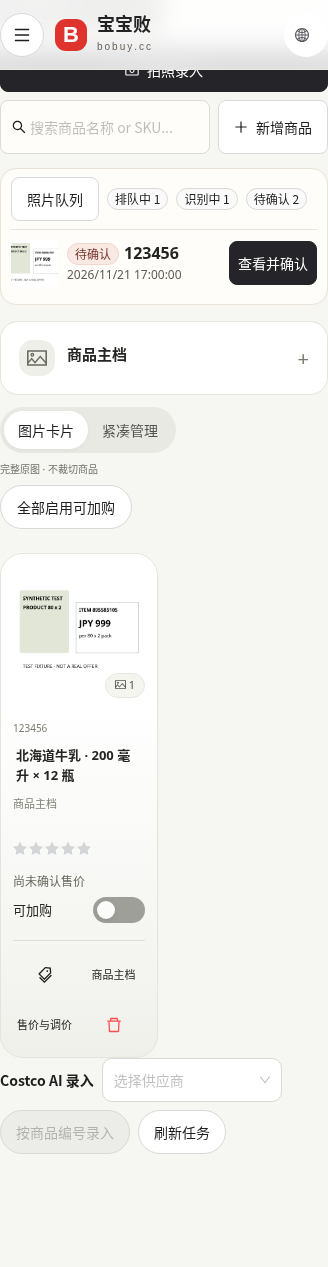 宝宝败
bobuy.cc
拍照录入
搜索商品名称 or SKU...
新增商品
照片队列
排队中 1
识别中 1
待确认 2
待确认 123456
2026/11/21 17:00:00
查看并确认
商品主档
图片卡片
紧凑管理
完整原图 · 不裁切商品
全部启用可加购
SYNTHETIC TEST
PRODUCT 80 x 2
JPY 999
per 80 x 2 pack
TEST FIXTURE · NOT A REAL OFFER
1
123456
北海道牛乳 · 200 毫
升 × 12 瓶
商品主档
尚未确认售价
可加购
商品主档
售价与调价
Costco AI 录入
选择供应商
按商品编号录入
刷新任务